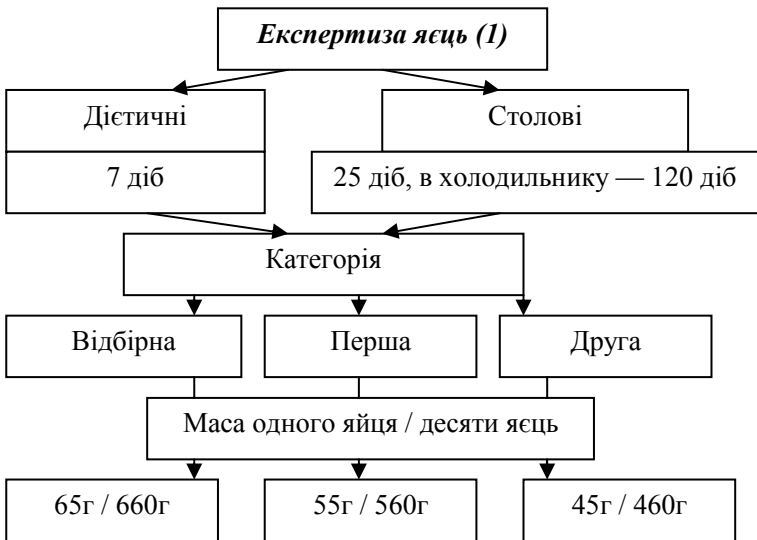 Експертиза яєць (1)
Дієтичні
Столові
7 діб
25 діб, в холодильнику — 120 діб
Категорія
Відбірна
Перша
Друга
Маса одного яйця / десяти яєць
65г / 660г
55г / 560г
45г / 460г